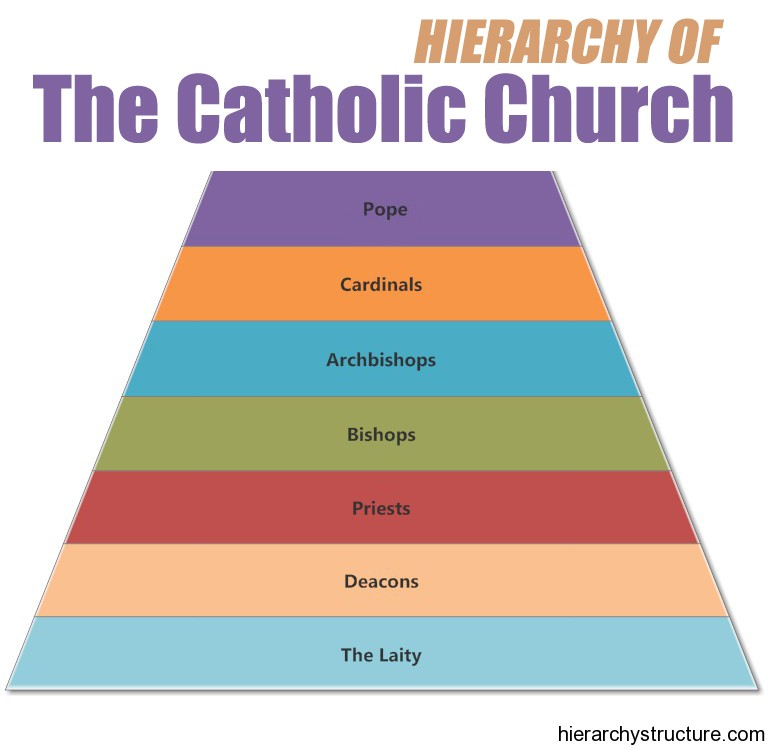 HIERARCHY OF
The Catholic Church
Pope
Cardinals
Archbishops
Bishops
Priests
Deacons
The Laity
hierarchystructure.com